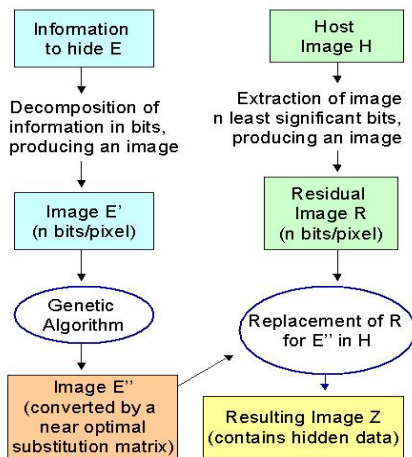 Information
to hide E
Decomposition of
information in bits,
producing an image
Image E'
(n bits/pixel)
Genetic
Algorithm
Image E''
(converted by a
near optimal
substitution matrix)
Host
Image H
Extraction of image
n least significant bits,
producing an image
Residual
Image R
(n bits/pixel)
Replacement of R
for E'' in H
Resulting Image Z
(contains hidden data)